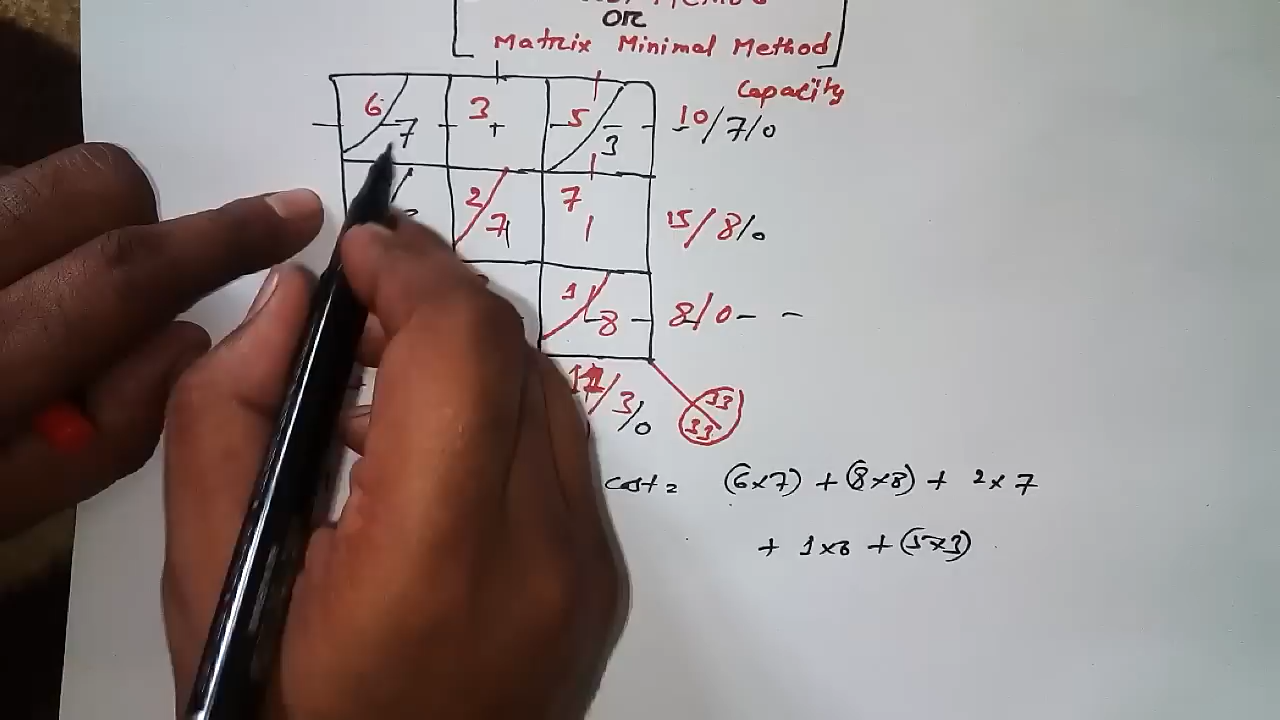 OR
Matrix Minimal Method
Capacity
6 7 3 5 3 10/7/0
2 7 7 15/8/0
1 8 8/0
/3/0 33
33
cost = (6×7) + (8×8) + 2×7
+ 1×8 + (5×3)